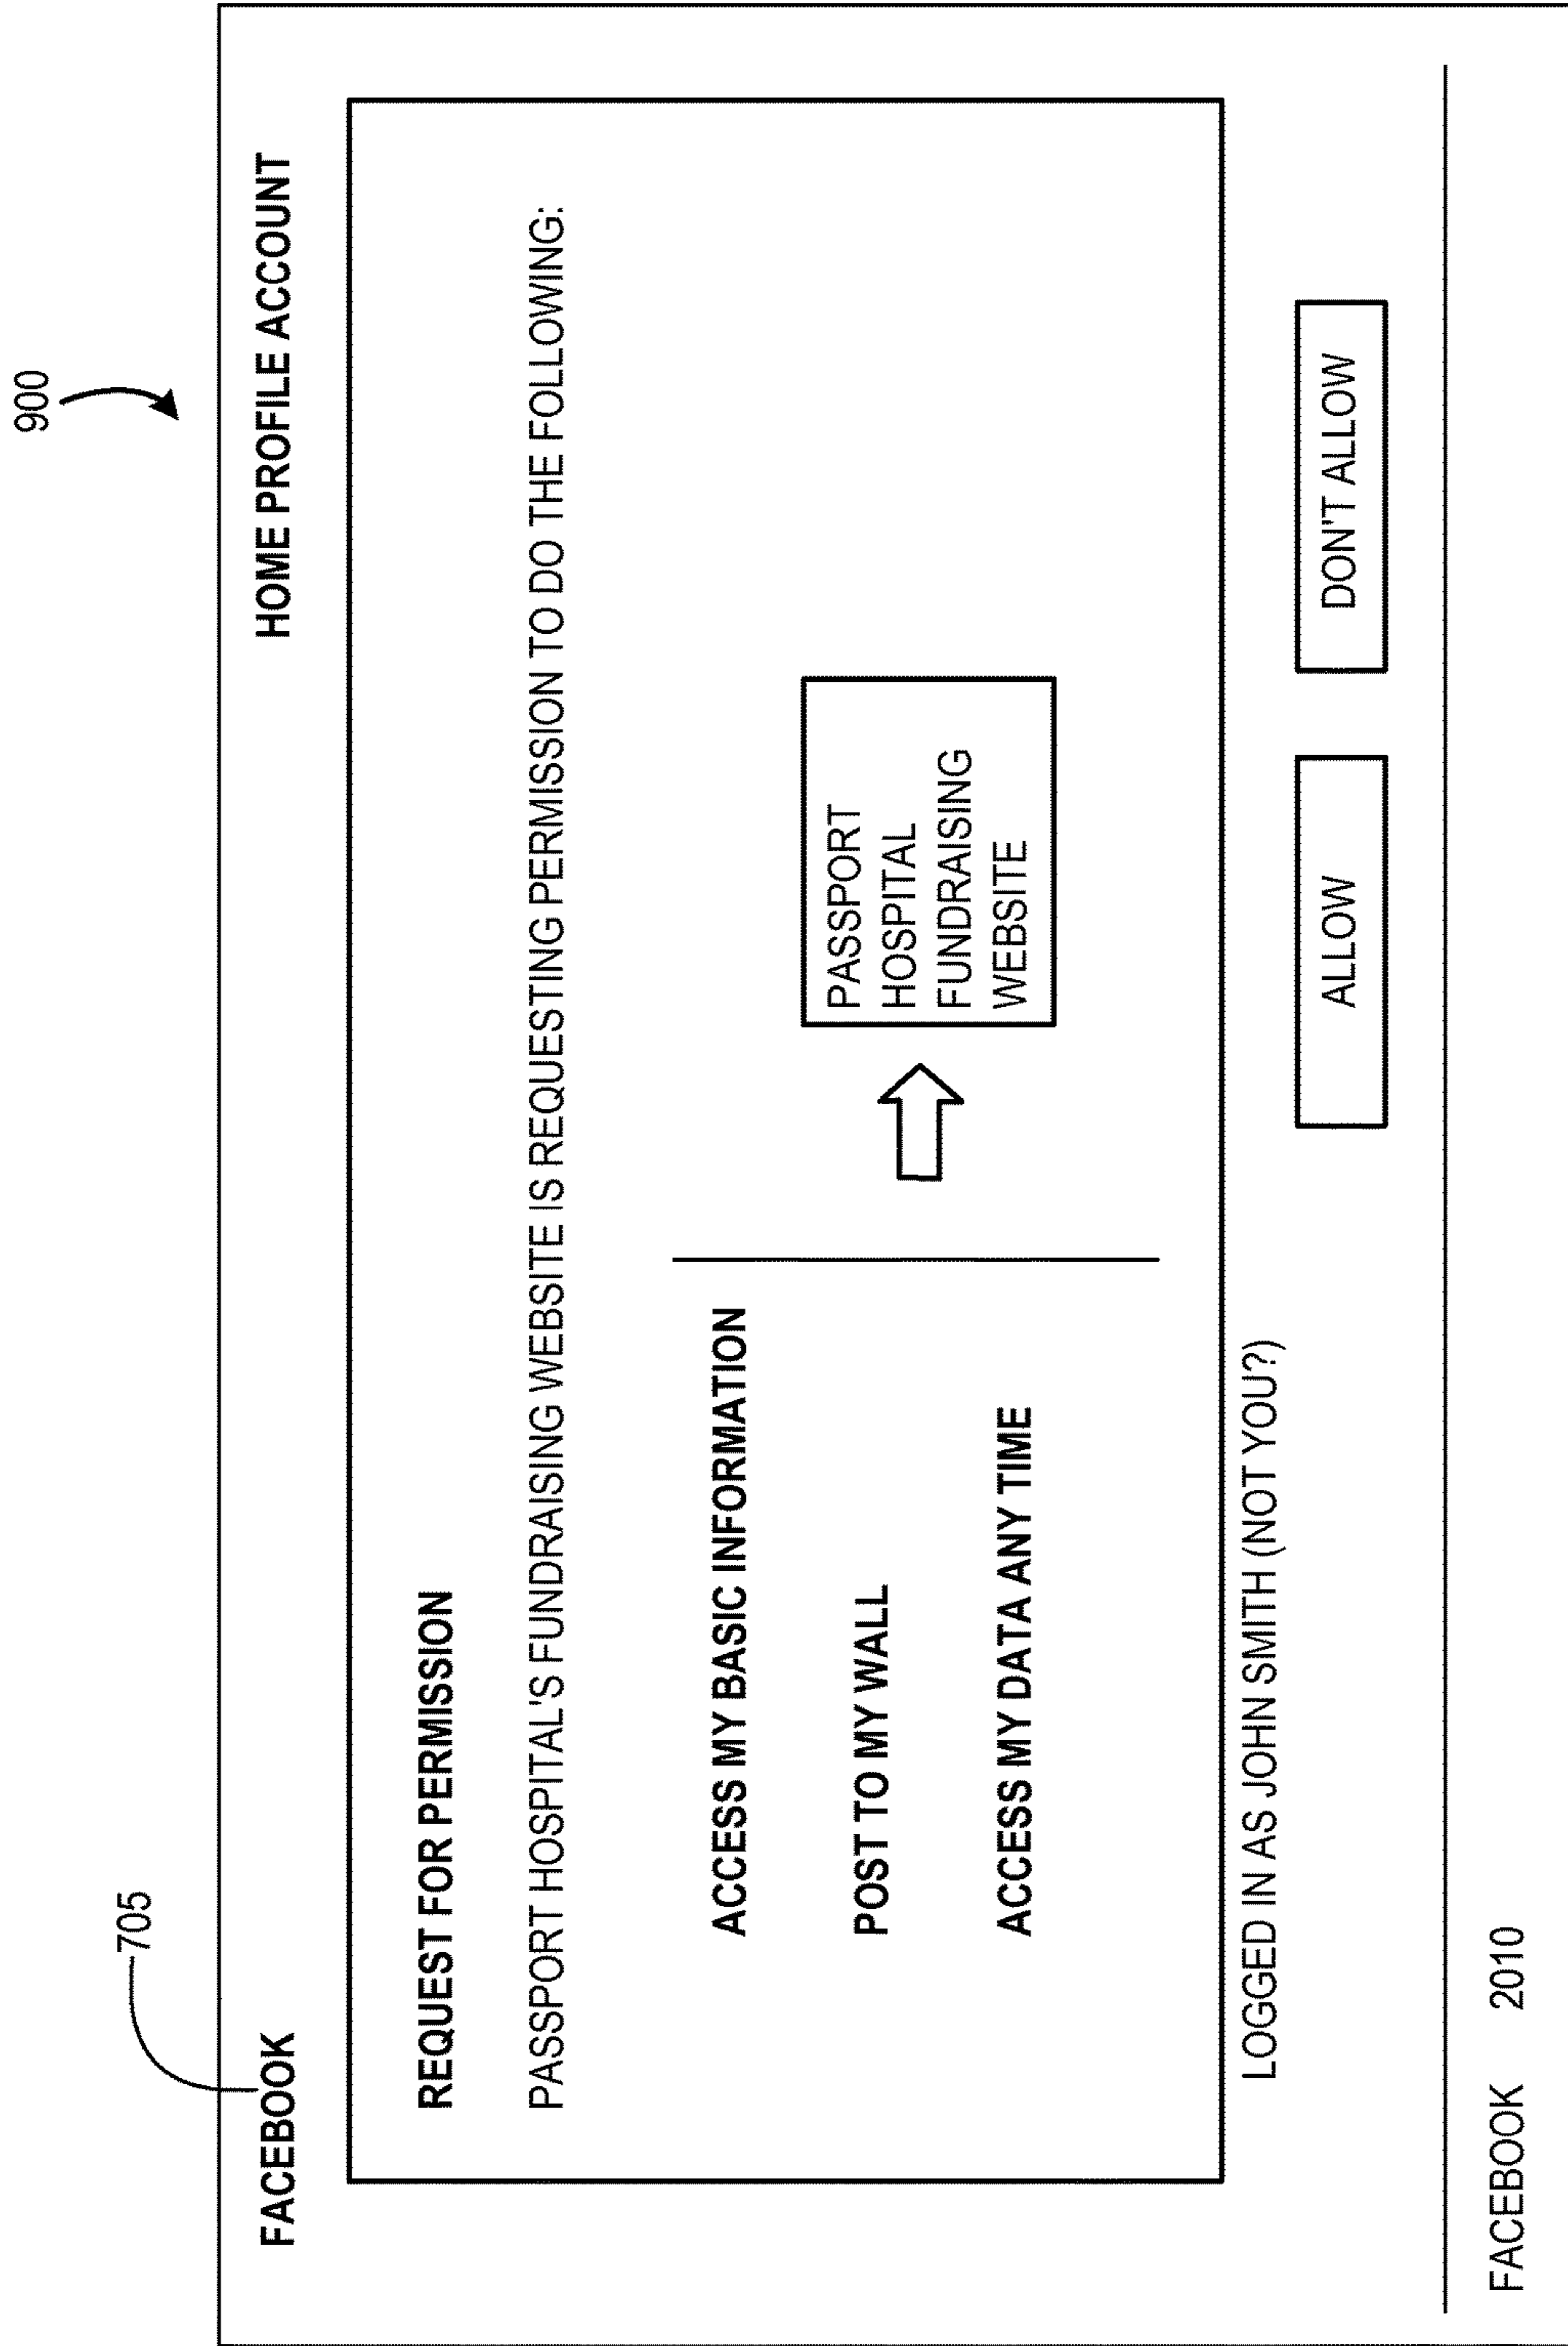 900
705
FACEBOOK
HOME PROFILE ACCOUNT
REQUEST FOR PERMISSION
PASSPORT HOSPITAL'S FUNDRAISING WEBSITE IS REQUESTING PERMISSION TO DO THE FOLLOWING:
ACCESS MY BASIC INFORMATION
POST TO MY WALL
ACCESS MY DATA ANY TIME
PASSPORT
HOSPITAL
FUNDRAISING
WEBSITE
LOGGED IN AS JOHN SMITH (NOT YOU?)
ALLOW
DON'T ALLOW
FACEBOOK 2010